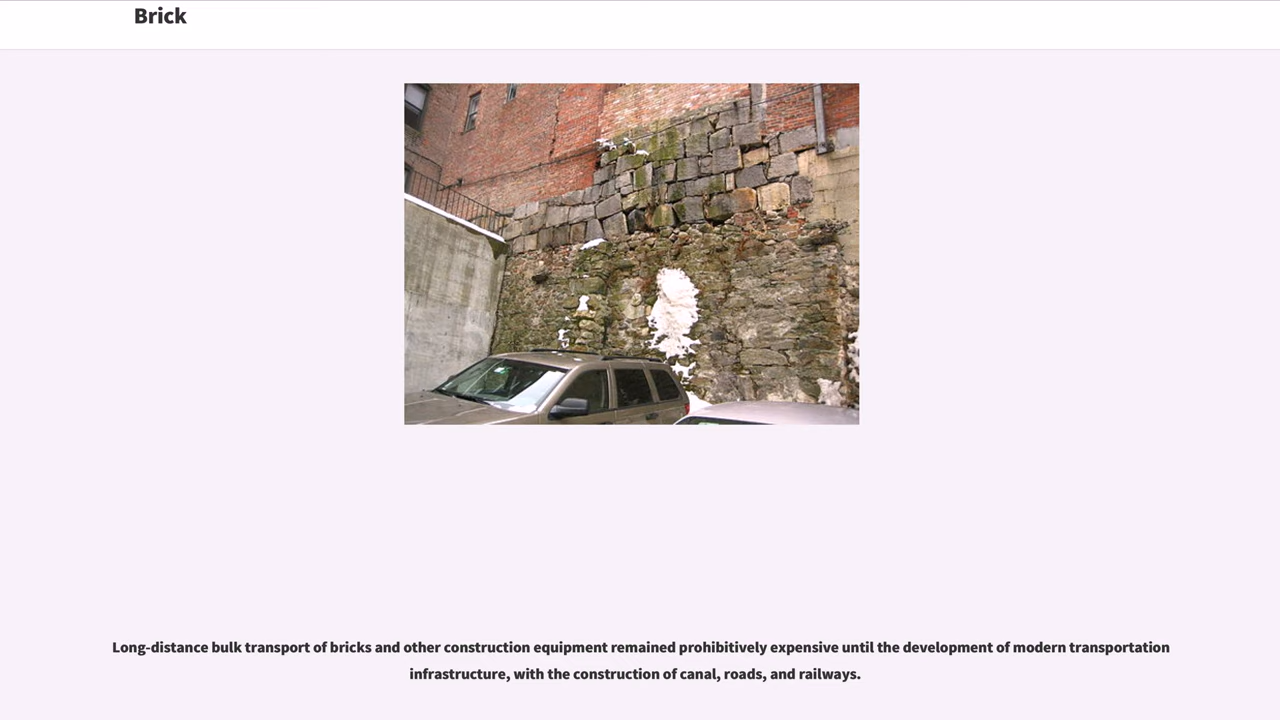 Brick
Long-distance bulk transport of bricks and other construction equipment remained prohibitively expensive until the development of modern transportation
infrastructure, with the construction of canal, roads, and railways.